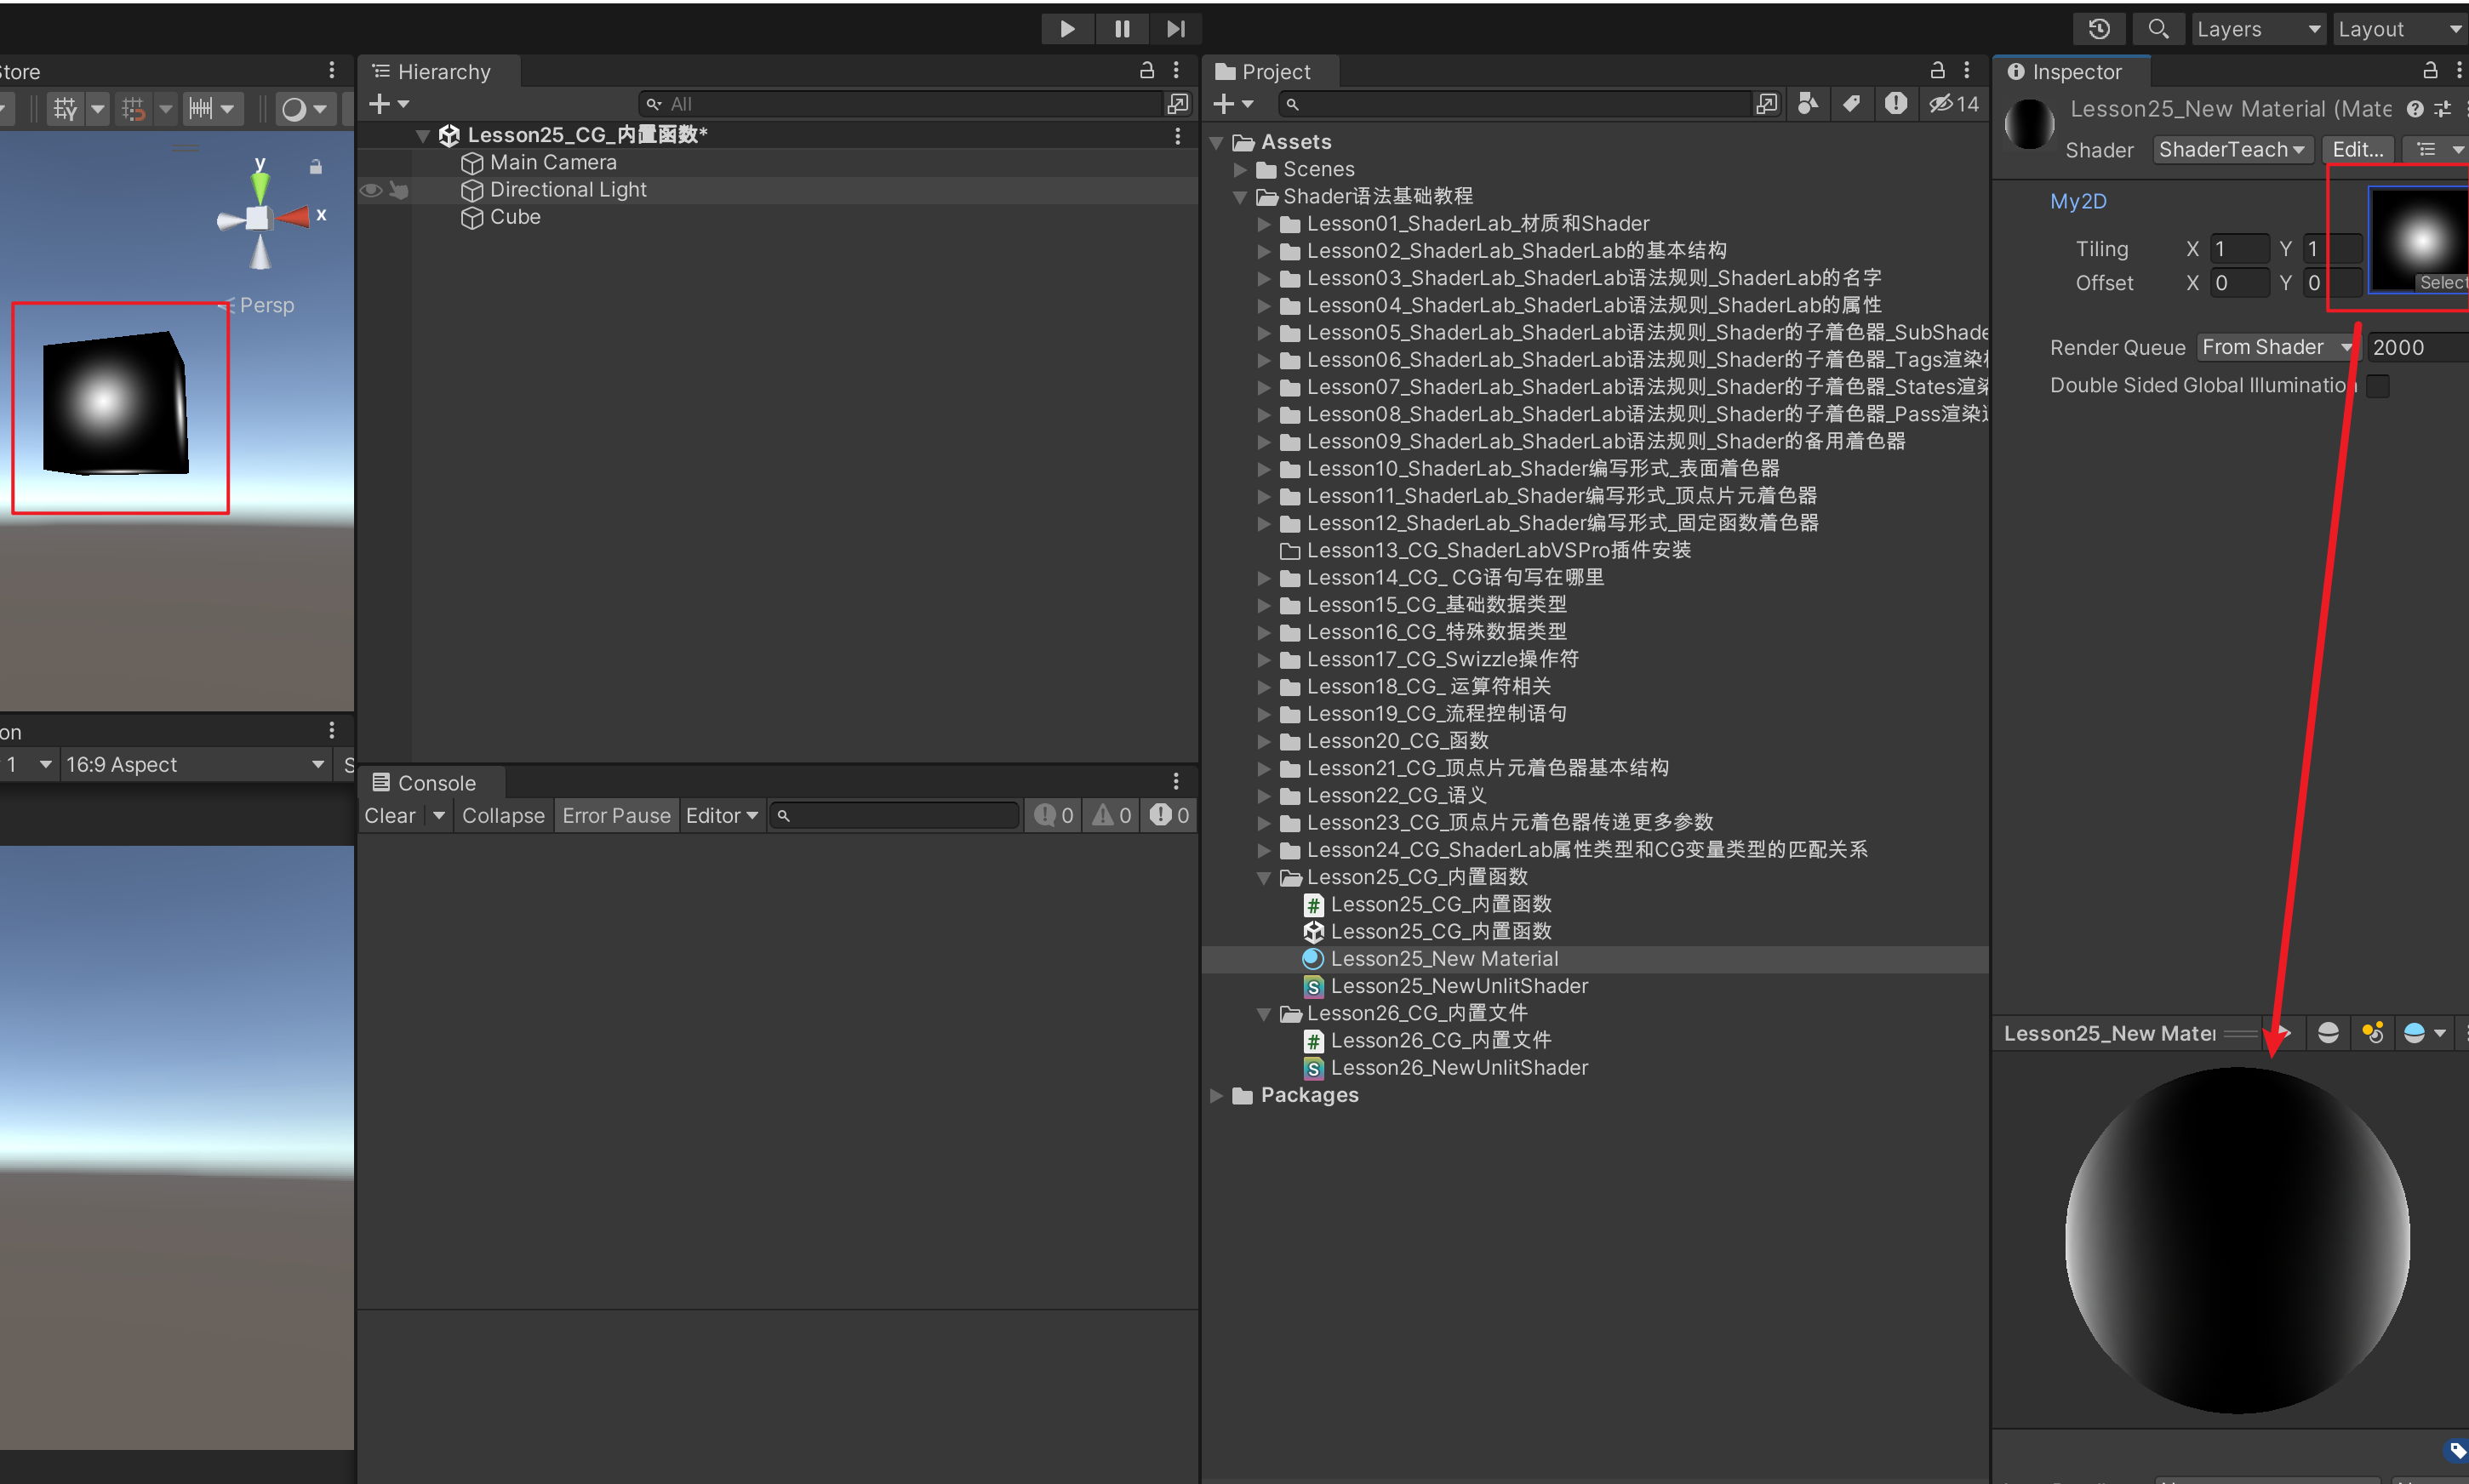 Layers
Layout
Store
Hierarchy
All
Lesson25_CG_内置函数*
Main Camera
Directional Light
Cube
y
x
Persp
on
1
16:9 Aspect
S
Console
Clear
Collapse
Error Pause
Editor
0
0
0
Project
14
Assets
Scenes
Shader语法基础教程
Lesson01_ShaderLab_材质和Shader
Lesson02_ShaderLab_ShaderLab的基本结构
Lesson03_ShaderLab_ShaderLab语法规则_ShaderLab的名字
Lesson04_ShaderLab_ShaderLab语法规则_ShaderLab的属性
Lesson05_ShaderLab_ShaderLab语法规则_Shader的子着色器_SubShade
Lesson06_ShaderLab_ShaderLab语法规则_Shader的子着色器_Tags渲染
Lesson07_ShaderLab_ShaderLab语法规则_Shader的子着色器_States渲
Lesson08_ShaderLab_ShaderLab语法规则_Shader的子着色器_Pass渲染
Lesson09_ShaderLab_ShaderLab语法规则_Shader的备用着色器
Lesson10_ShaderLab_Shader编写形式_表面着色器
Lesson11_ShaderLab_Shader编写形式_顶点片元着色器
Lesson12_ShaderLab_Shader编写形式_固定函数着色器
Lesson13_CG_ShaderLabVSPro插件安装
Lesson14_CG_ CG语句写在哪里
Lesson15_CG_基础数据类型
Lesson16_CG_特殊数据类型
Lesson17_CG_Swizzle操作符
Lesson18_CG_ 运算符相关
Lesson19_CG_流程控制语句
Lesson20_CG_函数
Lesson21_CG_顶点片元着色器基本结构
Lesson22_CG_语义
Lesson23_CG_顶点片元着色器传递更多参数
Lesson24_CG_ShaderLab属性类型和CG变量类型的匹配关系
Lesson25_CG_内置函数
Lesson25_CG_内置函数
Lesson25_CG_内置函数
Lesson25_New Material
Lesson25_NewUnlitShader
Lesson26_CG_内置文件
Lesson26_CG_内置文件
Lesson26_NewUnlitShader
Packages
Inspector
Lesson25_New Material (Mate
Shader
ShaderTeach
Edit...
My2D
Tiling X 1 Y 1
Offset X 0 Y 0
Select
Render Queue
From Shader
2000
Double Sided Global Illumination
Lesson25_New Mater